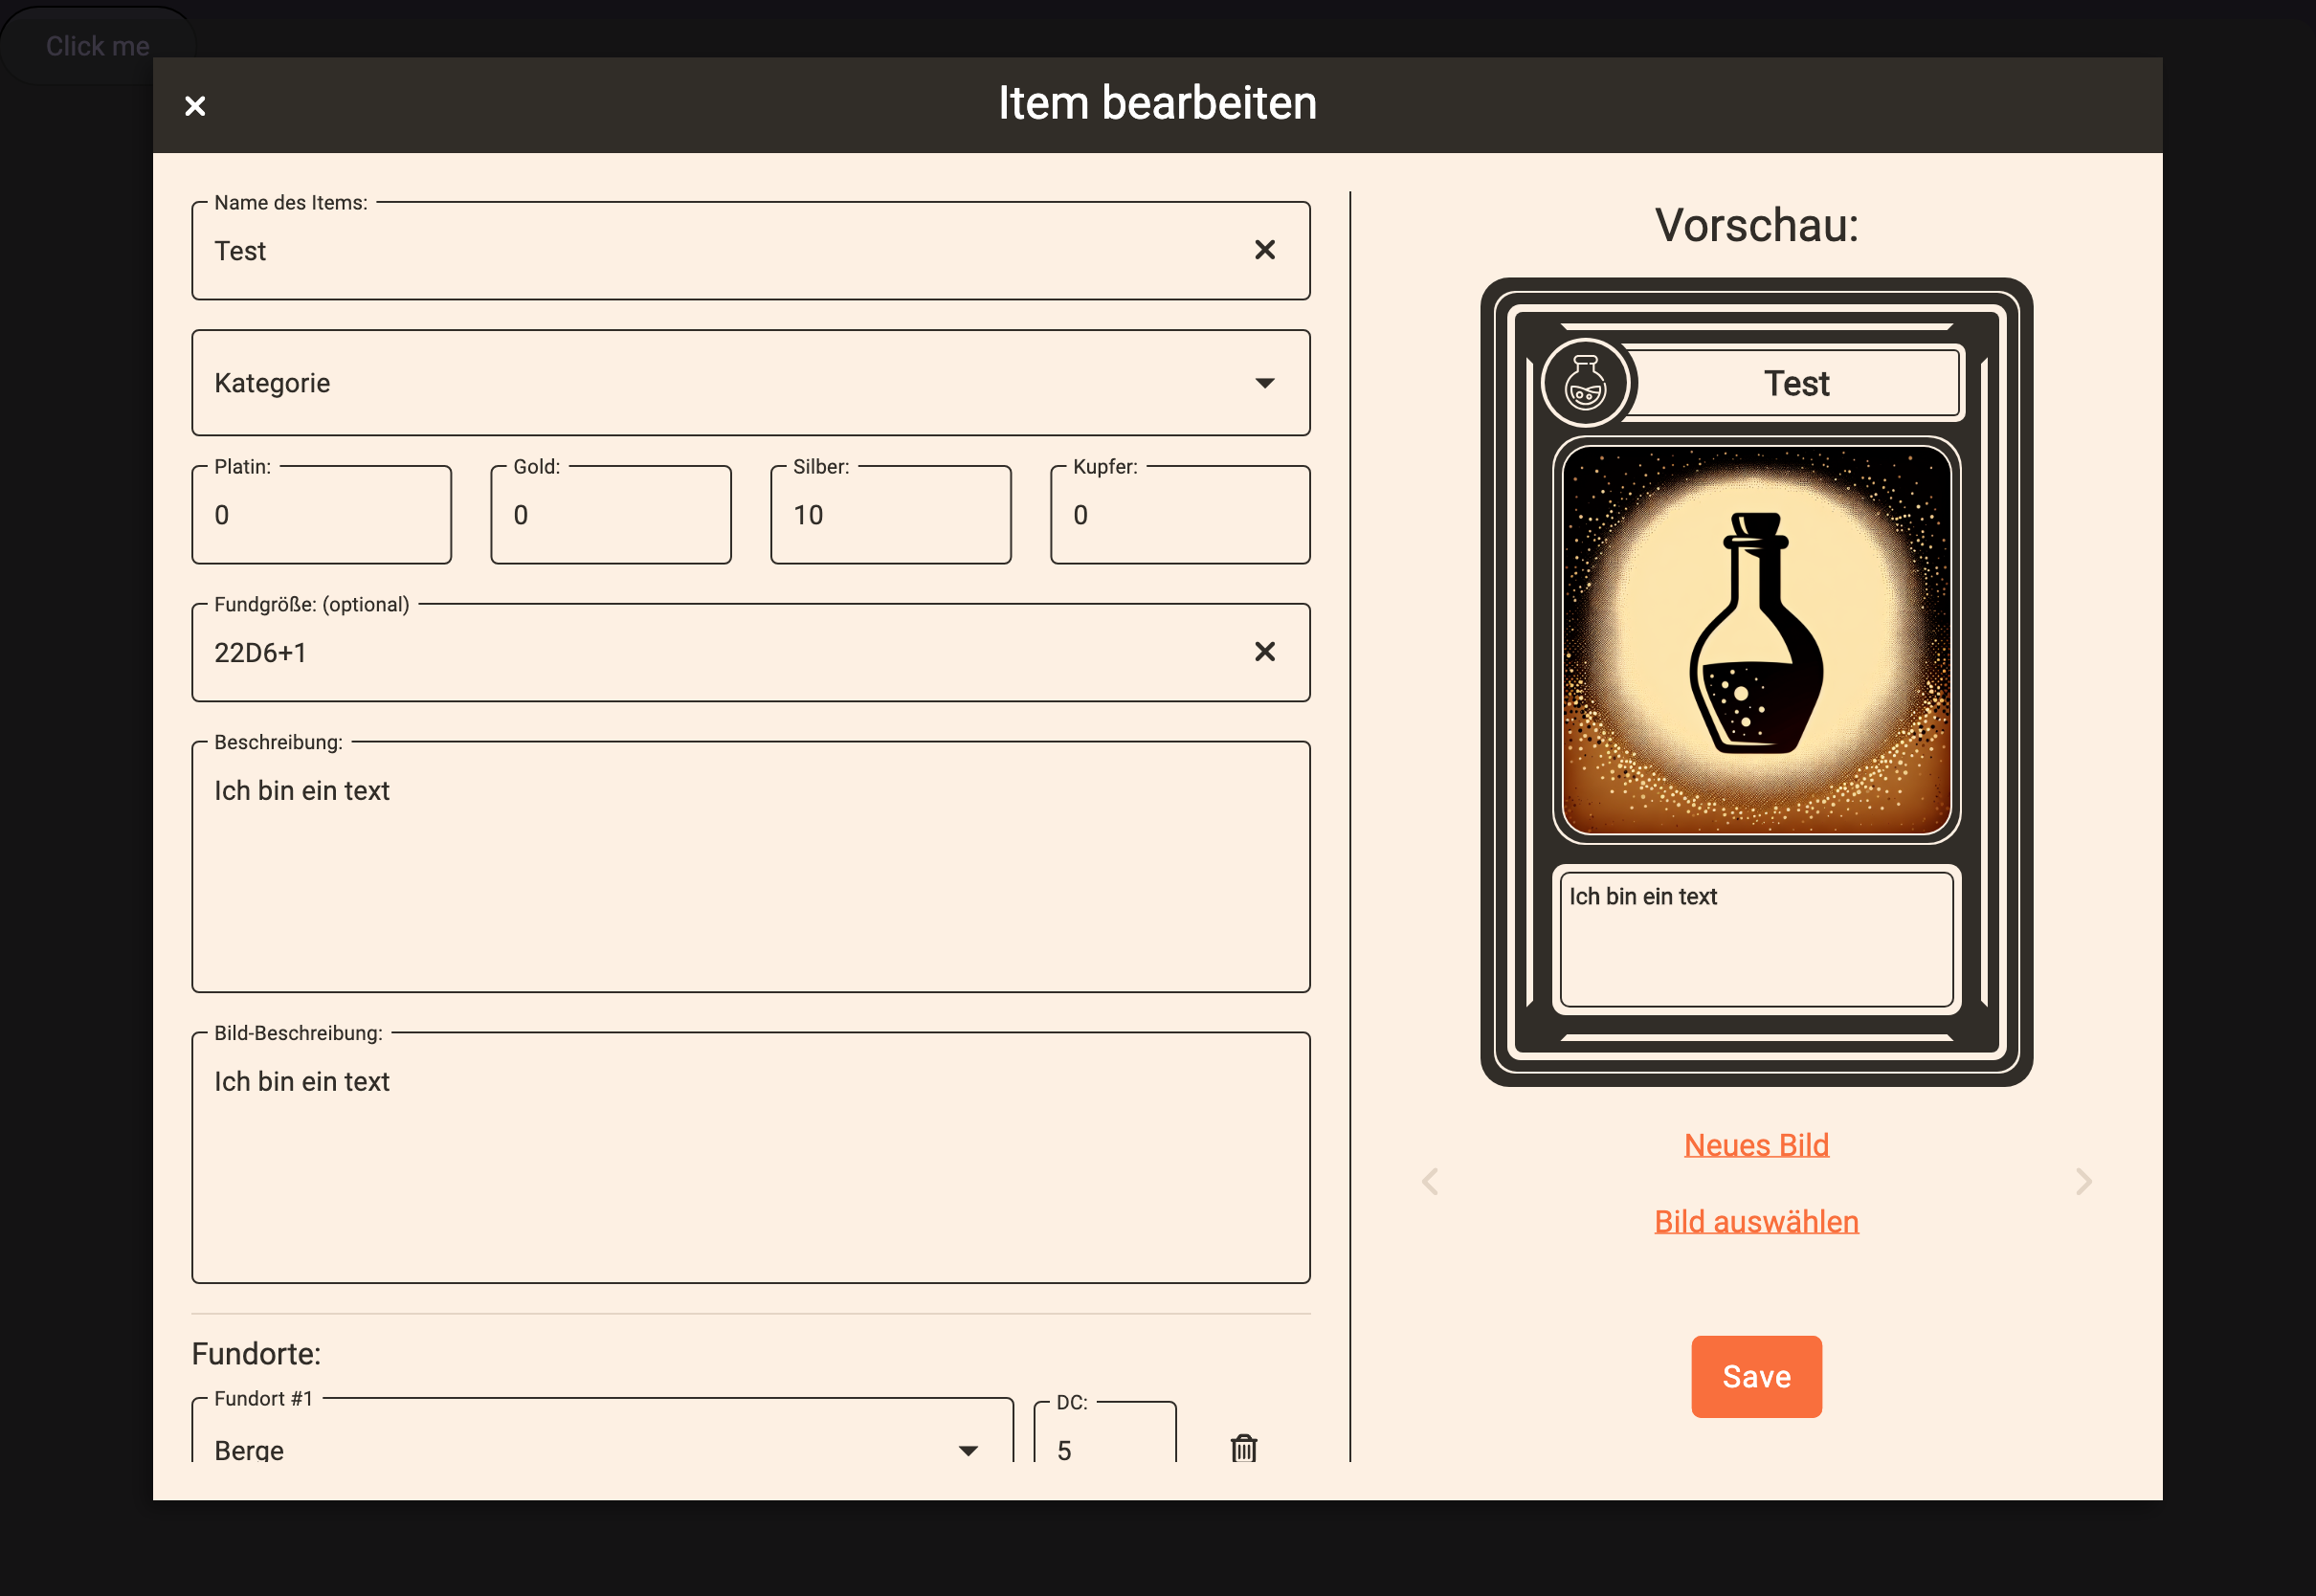 Click me
Item bearbeiten
Name des Items:
Test
Kategorie
Platin:
0
Gold:
0
Silber:
10
Kupfer:
0
Fundgröße: (optional)
22D6+1
Beschreibung:
Ich bin ein text
Bild-Beschreibung:
Ich bin ein text
Fundorte:
Fundort #1
Berge
DC:
5
Vorschau:
Test
Ich bin ein text
Neues Bild
Bild auswählen
Save